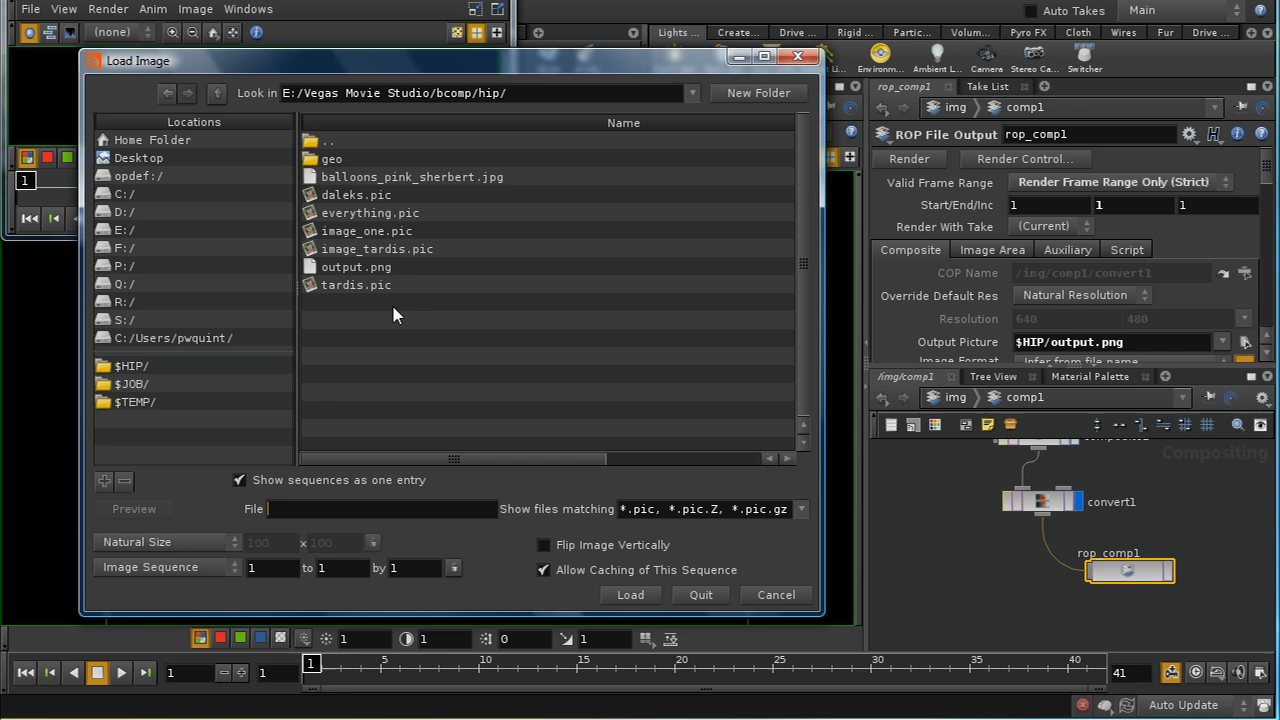 File View Render Anim Image Windows
Auto Takes Main
(none)
Lights ... Create... Drive ... Rigid ... Partic... Volum... Pyro FX Cloth Wires Fur Drive ...
Environm... Ambient L... Camera Stereo Ca... Switcher
Load Image
Look in E:/Vegas Movie Studio/bcomp/hip/ New Folder
Locations Name
Home Folder
Desktop
opdef:/
C:/
D:/
E:/
F:/
P:/
Q:/
R:/
S:/
C:/Users/pwquint/
$HIP/
$JOB/
$TEMP/
..
geo
balloons_pink_sherbert.jpg
daleks.pic
everything.pic
image_one.pic
image_tardis.pic
output.png
tardis.pic
Show sequences as one entry
Preview File Show files matching *.pic, *.pic.Z, *.pic.gz
Natural Size 100 x 100 Flip Image Vertically
Image Sequence 1 to 1 by 1 Allow Caching of This Sequence
Load Quit Cancel
rop_comp1 Take List
img comp1
ROP File Output rop_comp1
Render Render Control...
Valid Frame Range Render Frame Range Only (Strict)
Start/End/Inc 1 1 1
Render With Take (Current)
Composite Image Area Auxiliary Script
COP Name /img/comp1/convert1
Override Default Res Natural Resolution
Resolution 640 480
Output Picture $HIP/output.png
Image Format Infer from file name
/img/comp1 Tree View Material Palette
img comp1
Compositing
convert1
rop_comp1
1
1 1 0 1
1 1 1 5 10 15 20 25 30 35 40 41
Auto Update